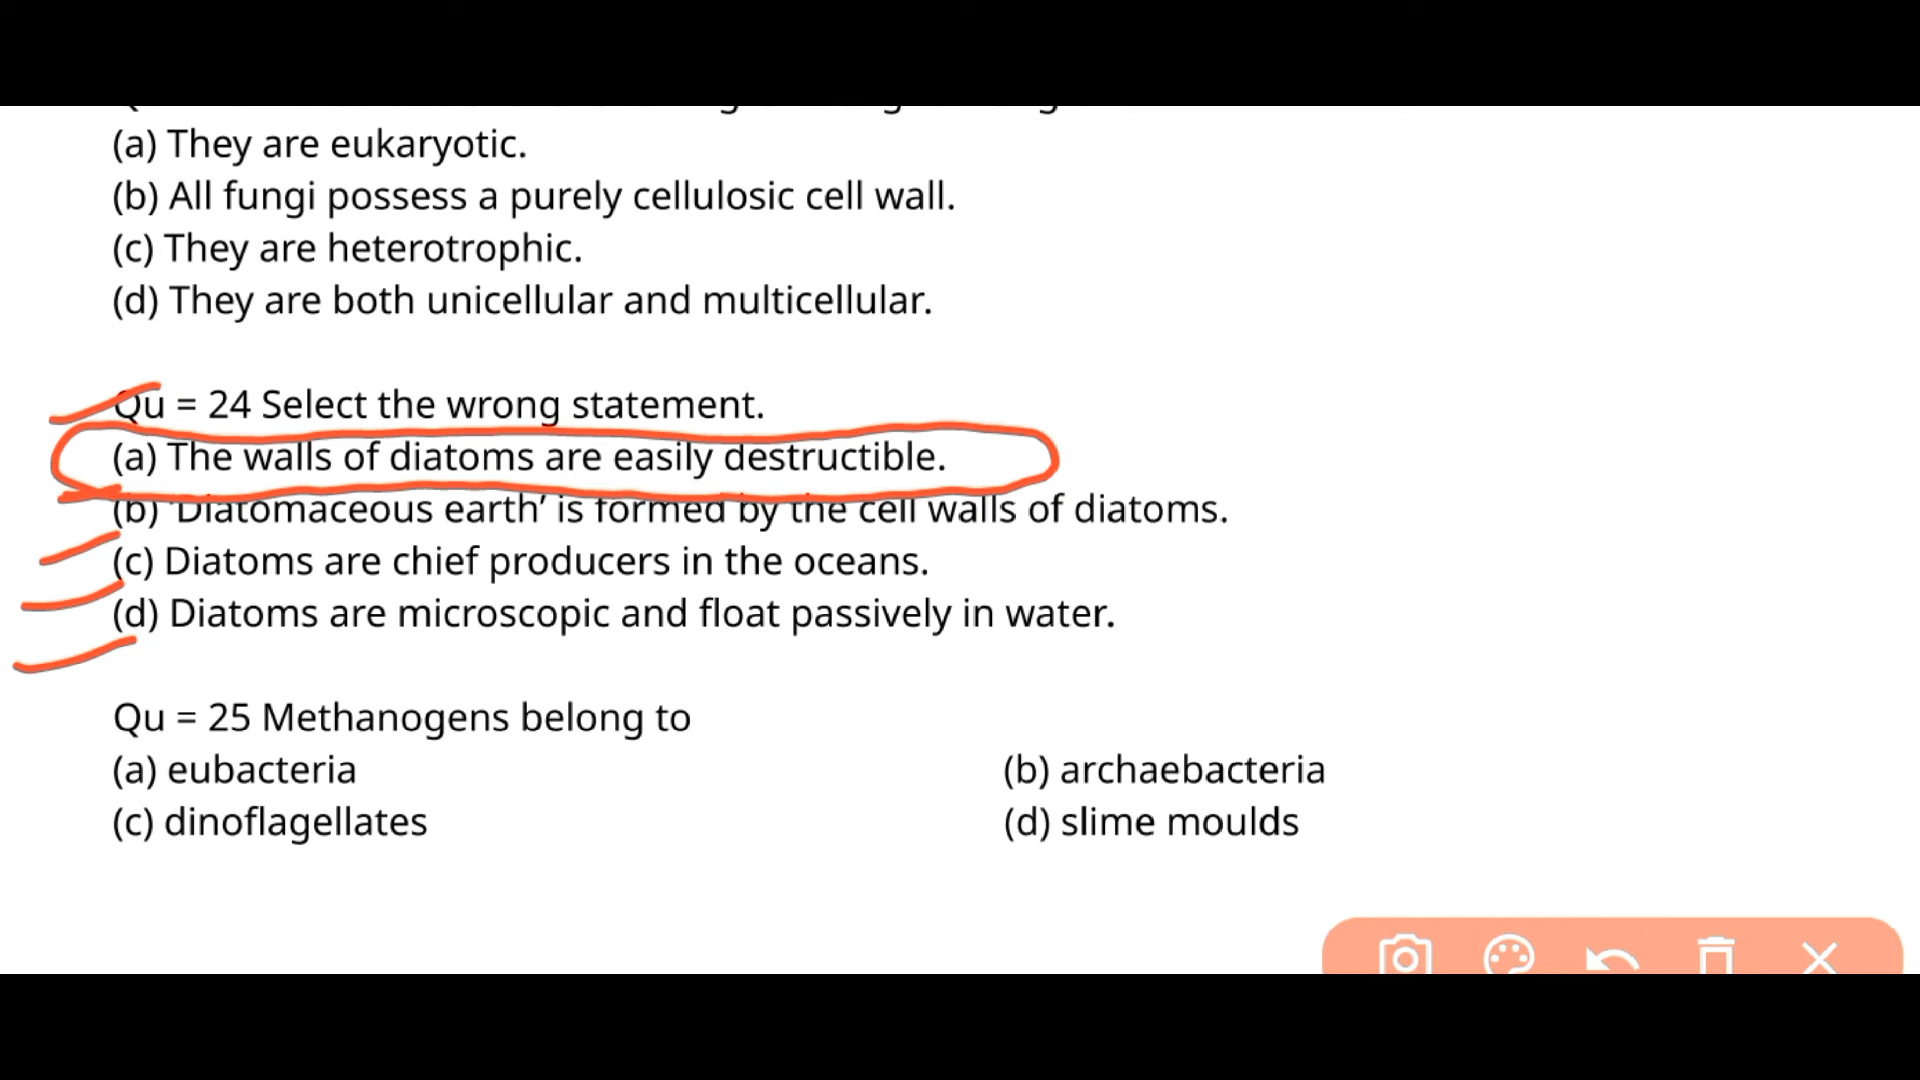 (a) They are eukaryotic.
(b) All fungi possess a purely cellulosic cell wall.
(c) They are heterotrophic.
(d) They are both unicellular and multicellular.
Qu = 24 Select the wrong statement.
(a) The walls of diatoms are easily destructible.
(b) ‘Diatomaceous earth’ is formed by the cell walls of diatoms.
(c) Diatoms are chief producers in the oceans.
(d) Diatoms are microscopic and float passively in water.
Qu = 25 Methanogens belong to
(a) eubacteria (b) archaebacteria
(c) dinoflagellates (d) slime moulds